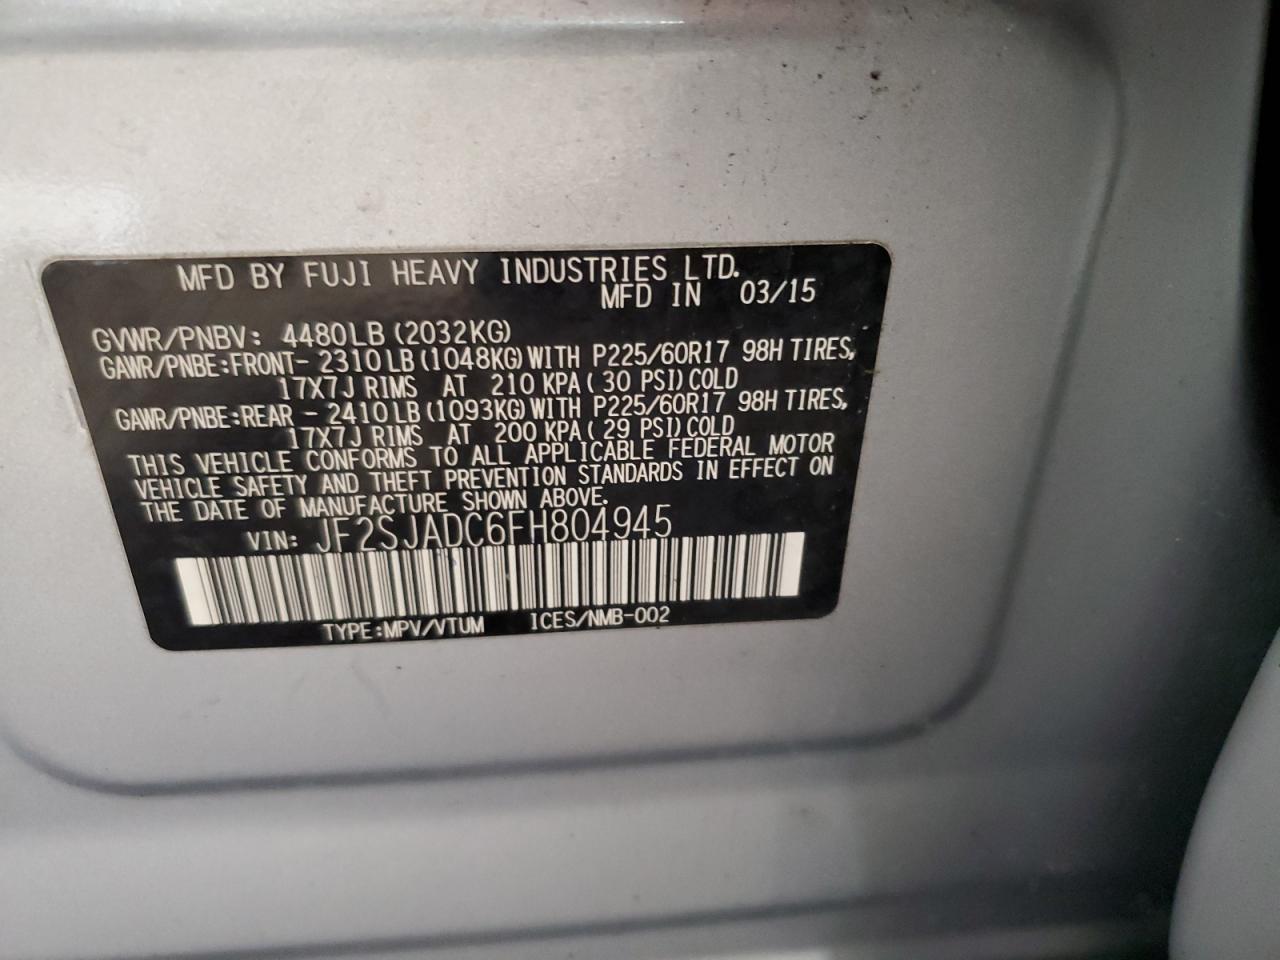 MFD BY FUJI HEAVY INDUSTRIES LTD.
MFD IN 03/15
GVWR/PNBV: 4480LB (2032KG)
GAWR/PNBE:FRONT- 2310LB (1048KG) WITH P225/60R17 98H TIRES,
17X7J RIMS AT 210 KPA ( 30 PSI) COLD
GAWR/PNBE:REAR - 2410LB (1093KG) WITH P225/60R17 98H TIRES,
17X7J RIMS AT 200 KPA ( 29 PSI) COLD
THIS VEHICLE CONFORMS TO ALL APPLICABLE FEDERAL MOTOR
VEHICLE SAFETY AND THEFT PREVENTION STANDARDS IN EFFECT ON
THE DATE OF MANUFACTURE SHOWN ABOVE.
VIN: JF2SJADC6FH804945
TYPE:MPV/VTUM ICES/NMB-002